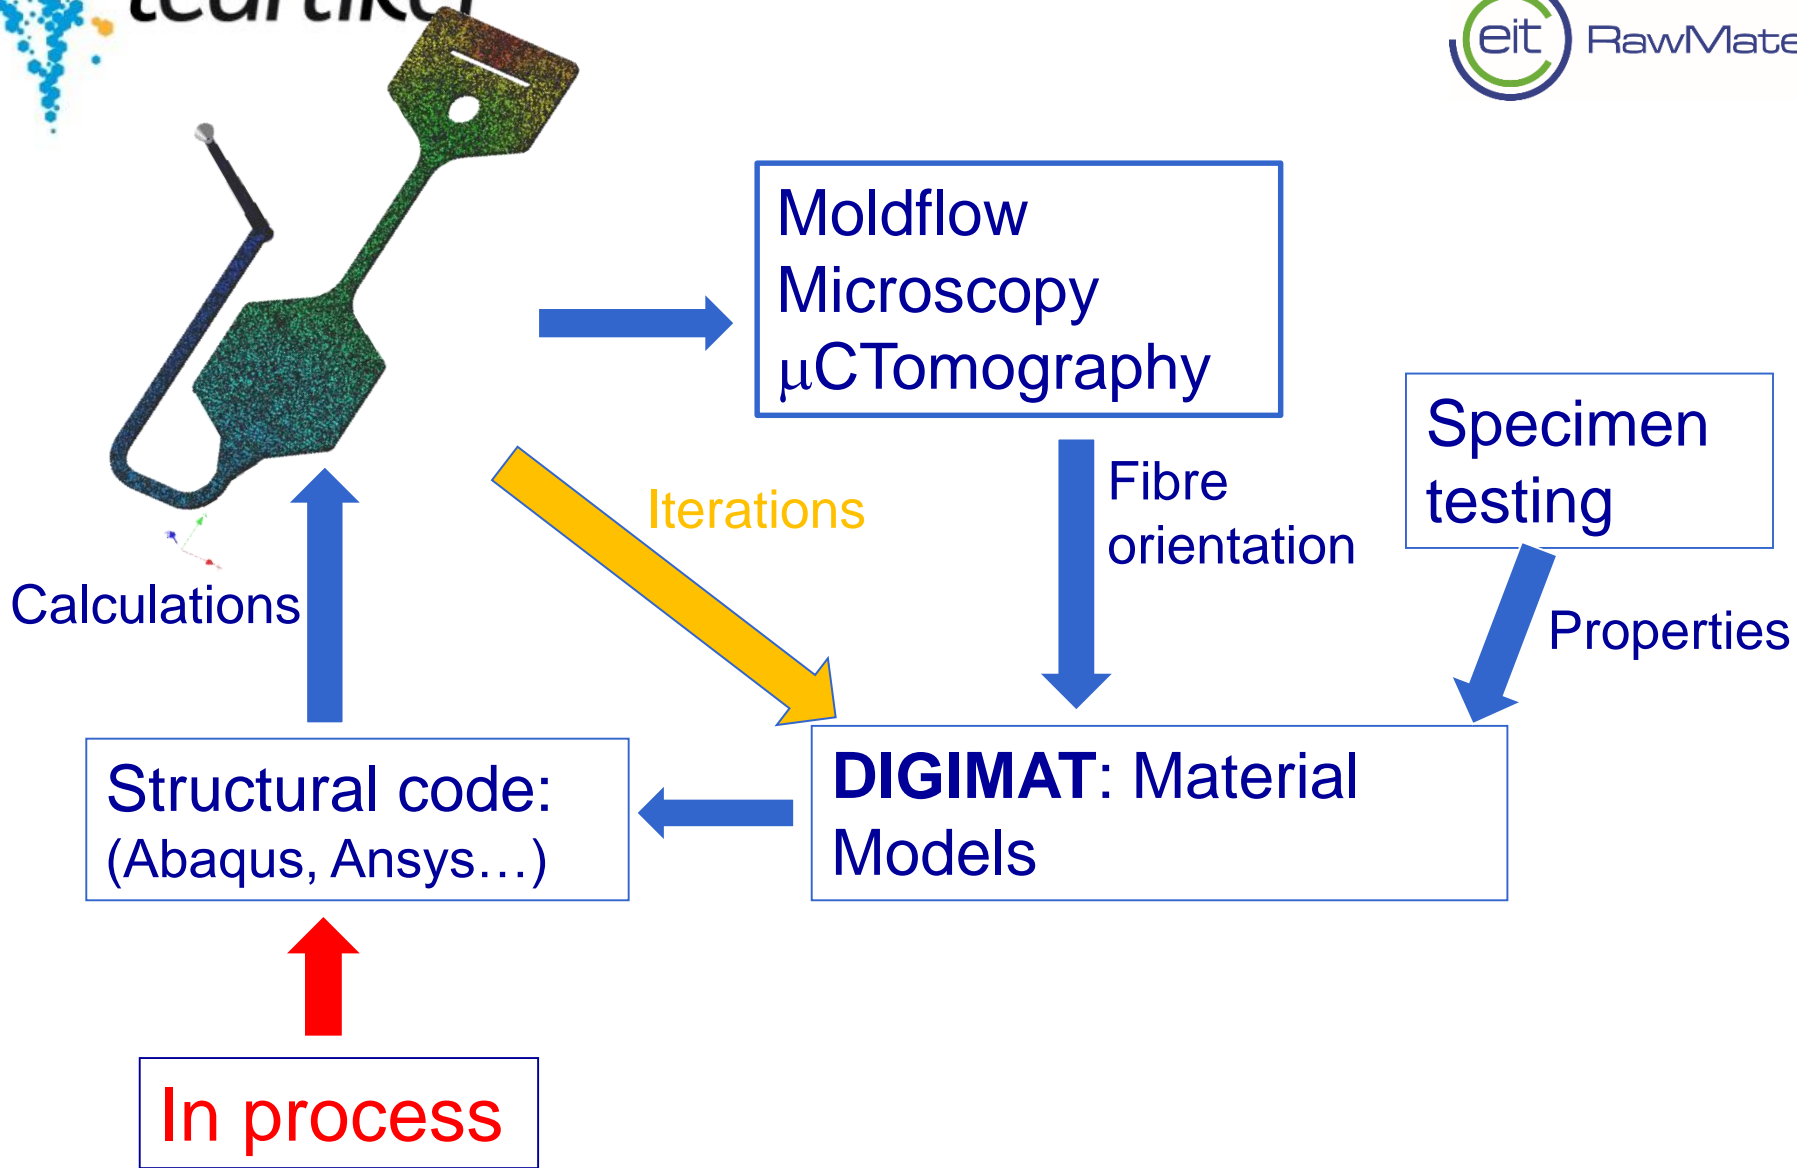 eit
Moldflow
Microscopy
μCTomography
Specimen
testing
Fibre
orientation
Iterations
Calculations
Properties
Structural code:
(Abaqus, Ansys…)
DIGIMAT: Material
Models
In process